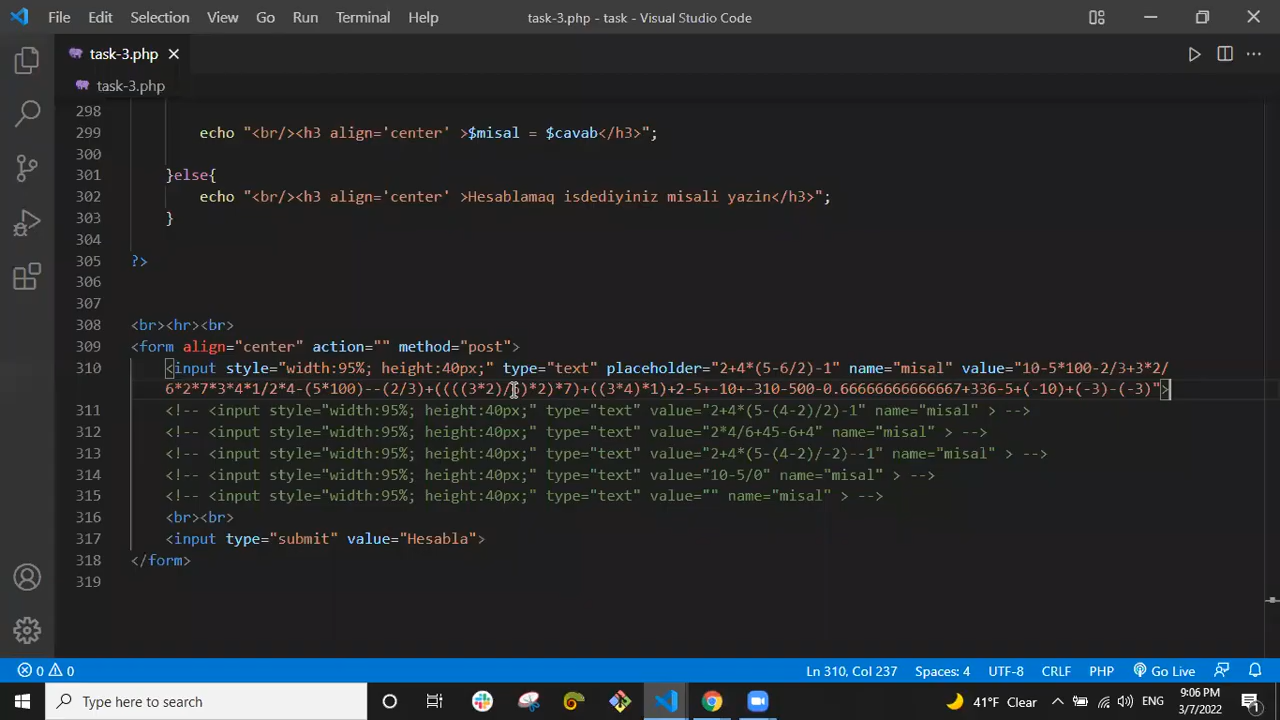 File Edit Selection View Go Run Terminal Help task-3.php - task - Visual Studio Code
task-3.php
task-3.php
298
299 echo "<br/><h3 align='center' >$misal = $cavab</h3>";
300
301 }else{
302 echo "<br/><h3 align='center' >Hesablamaq isdediyiniz misali yazin</h3>";
303 }
304
305 ?>
306
307
308 <br><hr><br>
309 <form align="center" action="" method="post">
310 <input style="width:95%; height:40px;" type="text" placeholder="2+4*(5-6/2)-1" name="misal" value="10-5*100-2/3+3*2/
6*2*7*3*4*1/2*4-(5*100)--(2/3)+((((3*2)/ )*2)*7)+((3*4)*1)+2-5+-10+-310-500-0.66666666666667+336-5+(-10)+(-3)-(-3)">
311 <!-- <input style="width:95%; height:40px;" type="text" value="2+4*(5-(4-2)/2)-1" name="misal" > -->
312 <!-- <input style="width:95%; height:40px;" type="text" value="2*4/6+45-6+4" name="misal" > -->
313 <!-- <input style="width:95%; height:40px;" type="text" value="2+4*(5-(4-2)/-2)--1" name="misal" > -->
314 <!-- <input style="width:95%; height:40px;" type="text" value="10-5/0" name="misal" > -->
315 <!-- <input style="width:95%; height:40px;" type="text" value="" name="misal" > -->
316 <br><br>
317 <input type="submit" value="Hesabla">
318 </form>
319
0 0 Ln 310, Col 237 Spaces: 4 UTF-8 CRLF PHP Go Live
Type here to search 41°F Clear ENG 9:06 PM
3/7/2022 1